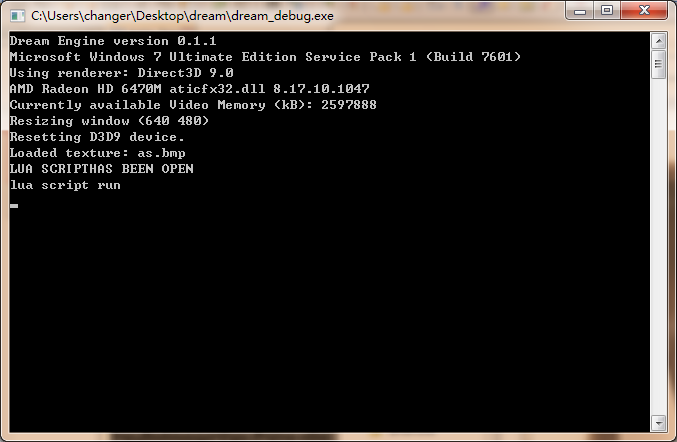 C:\Users\changer\Desktop\dream\dream_debug.exe
Dream Engine version 0.1.1
Microsoft Windows 7 Ultimate Edition Service Pack 1 (Build 7601)
Using renderer: Direct3D 9.0
AMD Radeon HD 6470M aticfx32.dll 8.17.10.1047
Currently available Video Memory (kB): 2597888
Resizing window (640 480)
Resetting D3D9 device.
Loaded texture: as.bmp
LUA SCRIPTHAS BEEN OPEN
lua script run